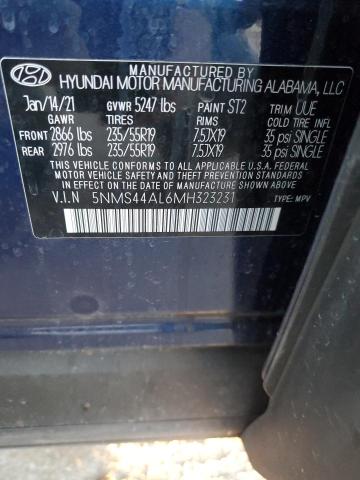 MANUFACTURED BY
HYUNDAI MOTOR MANUFACTURING ALABAMA, LLC
Jan/14/21 GVWR 5247 lbs PAINT ST2 TRIM UUE
GAWR TIRES RIMS COLD TIRE INFL
FRONT 2866 lbs 235/55R19 7.5JX19 35 psi SINGLE
REAR 2976 lbs 235/55R19 7.5JX19 35 psi SINGLE
THIS VEHICLE CONFORMS TO ALL APPLICABLE U.S.A. FEDERAL
MOTOR VEHICLE SAFETY AND THEFT PREVENTION STANDARDS
IN EFFECT ON THE DATE OF MANUFACTURE SHOWN ABOVE.
V.I.N 5NMS44AL6MH323231
TYPE: MPV